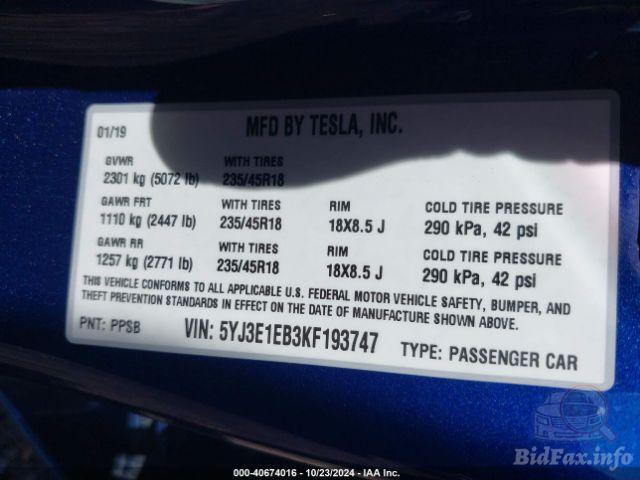 01/19 MFD BY TESLA, INC.
GVWR WITH TIRES
2301 kg (5072 lb) 235/45R18
GAWR FRT WITH TIRES RIM COLD TIRE PRESSURE
1110 kg (2447 lb) 235/45R18 18X8.5 J 290 kPa, 42 psi
GAWR RR WITH TIRES RIM COLD TIRE PRESSURE
1257 kg (2771 lb) 235/45R18 18X8.5 J 290 kPa, 42 psi
THIS VEHICLE CONFORMS TO ALL APPLICABLE U.S. FEDERAL MOTOR VEHICLE SAFETY, BUMPER, AND
THEFT PREVENTION STANDARDS IN EFFECT ON THE DATE OF MANUFACTURE SHOWN ABOVE.
PNT: PPSB VIN: 5YJ3E1EB3KF193747 TYPE: PASSENGER CAR
BidFax.info
000-40674016 - 10/23/2024 - IAA Inc.